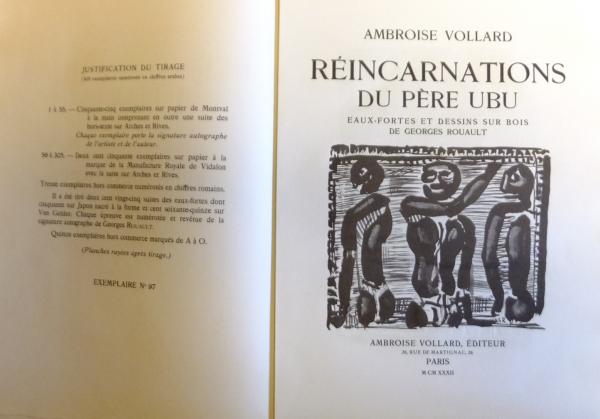 JUSTIFICATION DU TIRAGE
1 à 55. — Cinquante-cinq exemplaires sur papier de Montval
à la main comprenant en outre une suite des
hors-texte sur Arches et Rives.
Chaque exemplaire porte la signature autographe
de l'artiste et de l'auteur.
56 à 305. — Deux cent cinquante exemplaires sur papier à la
marque de la Manufacture Royale de Vidalon
avec la suite sur Arches et Rives.
Treize exemplaires hors commerce numérotés en chiffres romains.
Il a été tiré deux cent vingt-cinq suites des eaux-fortes dont
cinquante sur Japon nacré à la forme et cent soixante-quinze sur
Van Gelder. Chaque épreuve est numérotée et revêtue de la
signature autographe de Georges ROUAULT.
Quinze exemplaires hors commerce marqués de A à O.
(Planches rayées après tirage.)
EXEMPLAIRE N° 97
AMBROISE VOLLARD
RÉINCARNATIONS
DU PÈRE UBU
EAUX-FORTES ET DESSINS SUR BOIS
DE GEORGES ROUAULT
AMBROISE VOLLARD, ÉDITEUR
28, RUE DE MARTIGNAC, 28
PARIS
M CM XXXII